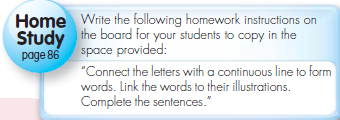 Home
Study
page 86
Write the following homework instructions on
the board for your students to copy in the
space provided:
“Connect the letters with a continuous line to form
words. Link the words to their illustrations.
Complete the sentences.”